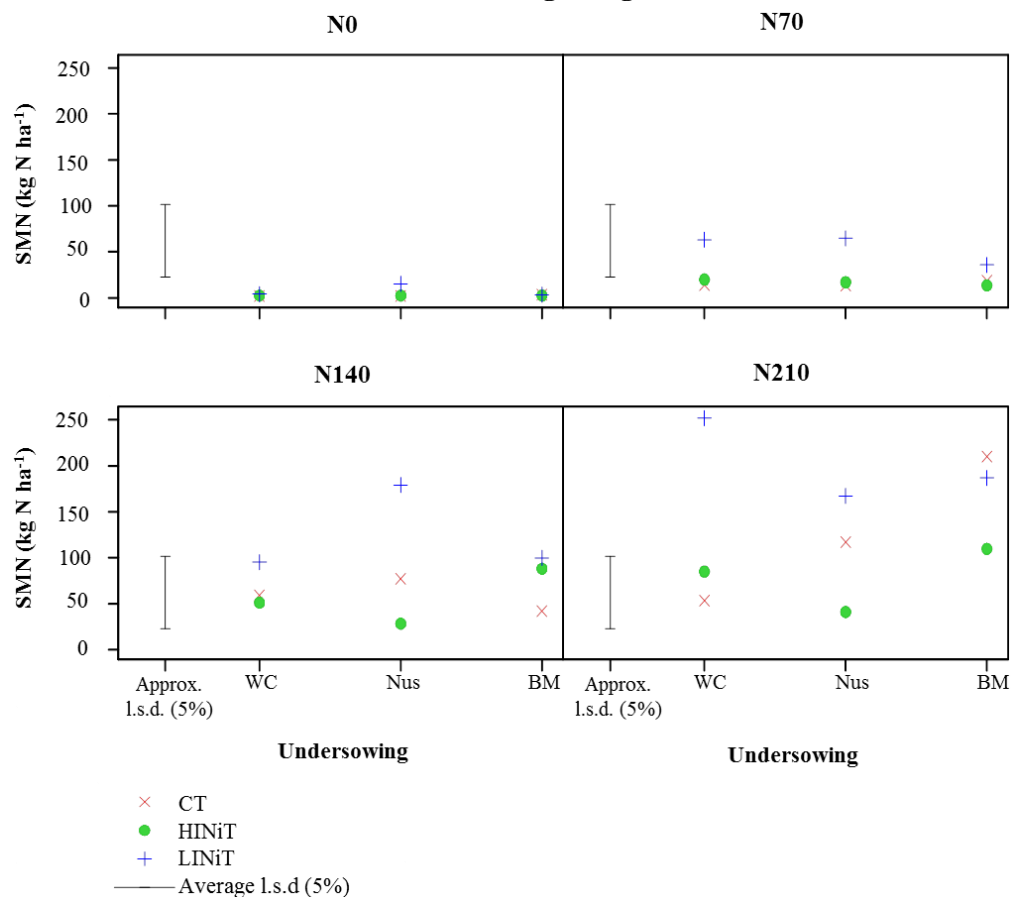 N0
N70
SMN (kg N ha⁻¹)
250
200
150
100
50
0
N140
N210
SMN (kg N ha⁻¹)
250
200
150
100
50
0
Approx.
l.s.d. (5%)
WC
Nus
BM
Approx.
l.s.d. (5%)
WC
Nus
BM
Undersowing
Undersowing
CT
HINiT
LINiT
Average l.s.d (5%)